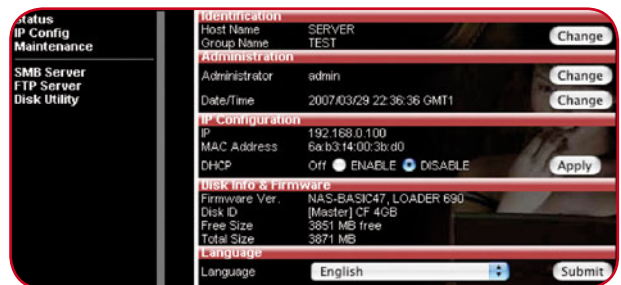 Status
IP Config
Maintenance
SMB Server
FTP Server
Disk Utility
Identification
Host Name SERVER
Group Name TEST
Change
Administration
Administrator admin
Change
Date/Time 2007/03/29 22:36:36 GMT1
Change
IP Configuration
IP 192.168.0.100
MAC Address 6a:b3:f4:00:3b:d0
DHCP Off ENABLE DISABLE
Apply
Disk Info & Firmware
Firmware Ver. NAS-BASIC47, LOADER 690
Disk ID [Master] CF 4GB
Free Size 3851 MB free
Total Size 3871 MB
Language
Language English
Submit